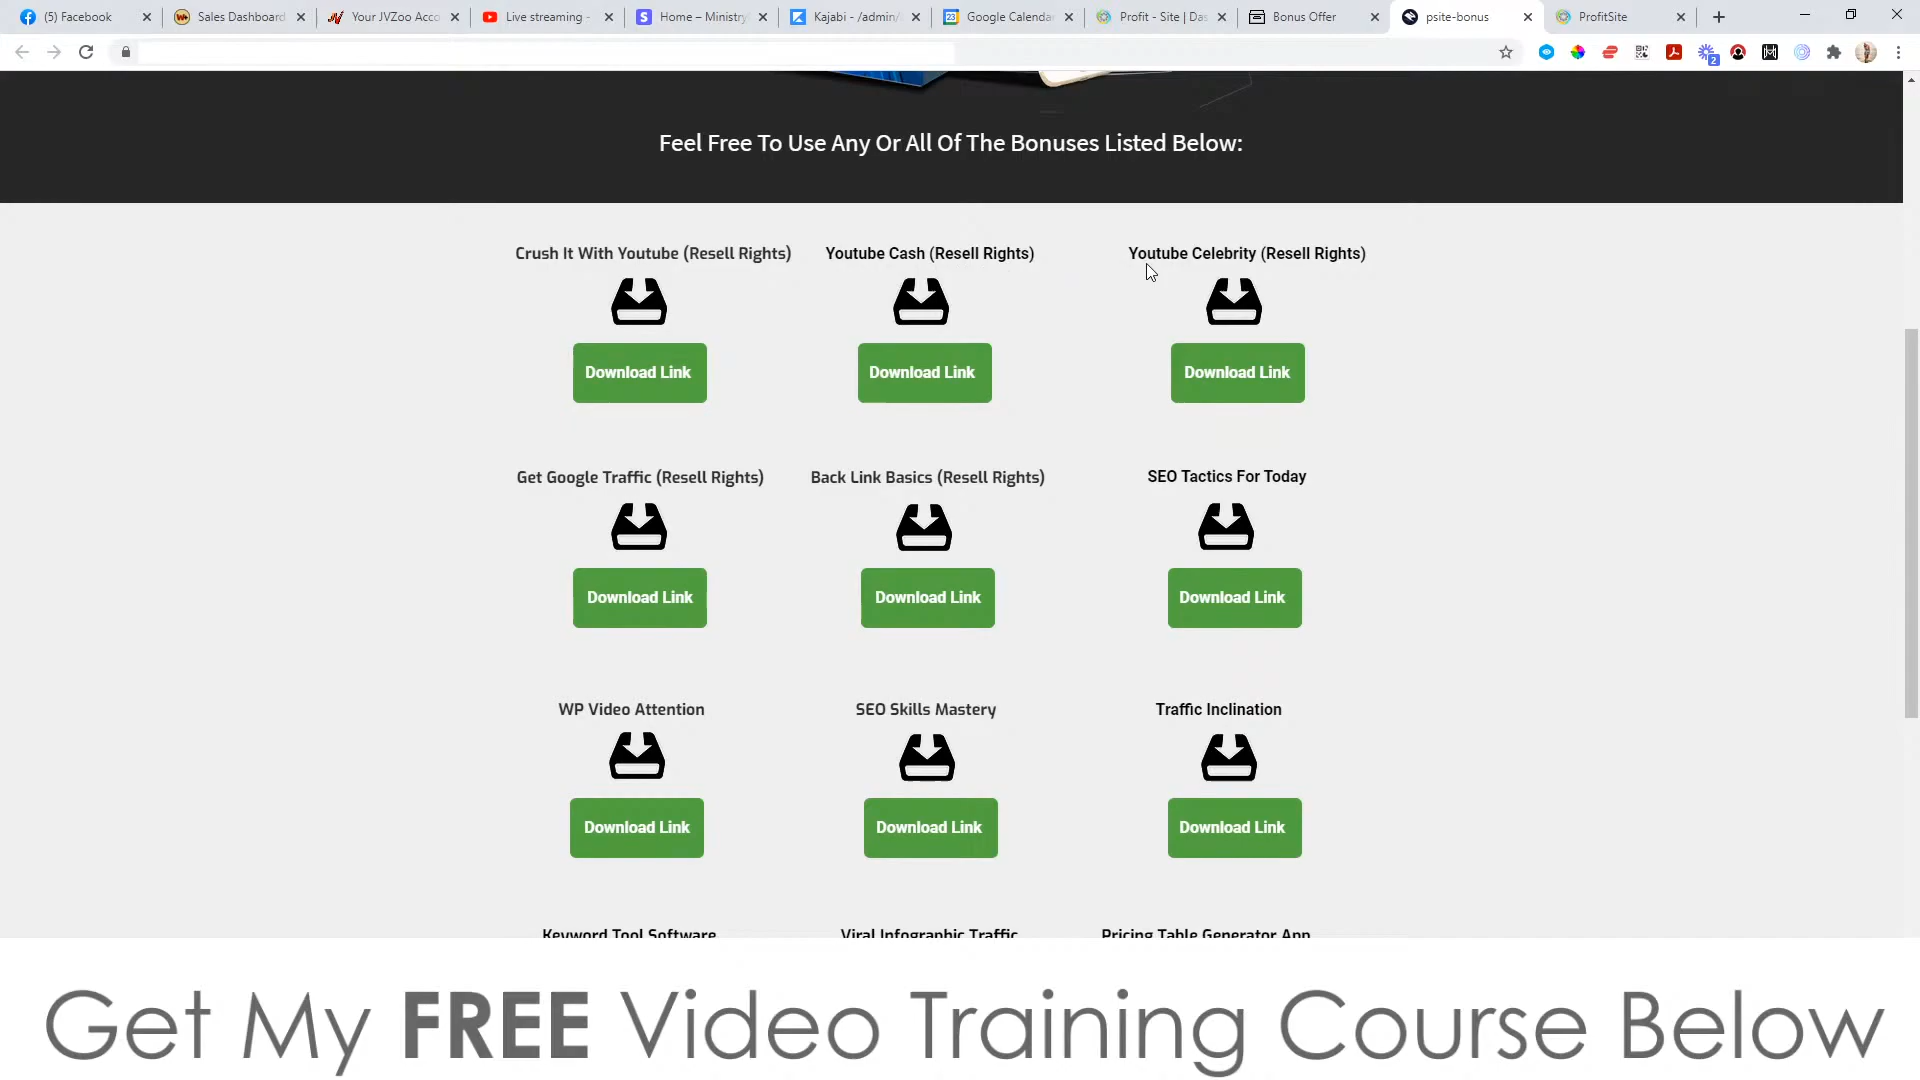 (5) Facebook
Sales Dashboard
Your JVZoo Acco
Live streaming -
Home – Ministry
Kajabi - /admin/
Google Calenda
Profit - Site | Das
Bonus Offer
psite-bonus
ProfitSite
23
2
Feel Free To Use Any Or All Of The Bonuses Listed Below:
Crush It With Youtube (Resell Rights)
Youtube Cash (Resell Rights)
Youtube Celebrity (Resell Rights)
Download Link
Download Link
Download Link
Get Google Traffic (Resell Rights)
Back Link Basics (Resell Rights)
SEO Tactics For Today
Download Link
Download Link
Download Link
WP Video Attention
SEO Skills Mastery
Traffic Inclination
Download Link
Download Link
Download Link
Keyword Tool Software
Viral Infographic Traffic
Pricing Table Generator App
Get My FREE Video Training Course Below